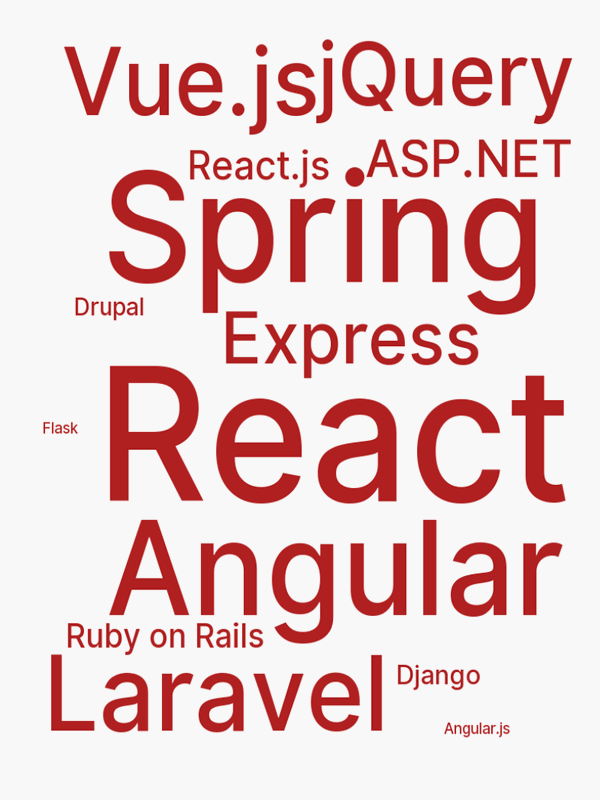 Vue.js jQuery
React.js ASP.NET
Spring
Drupal
Express
React
Flask
Angular
Ruby on Rails
Laravel
Django
Angular.js